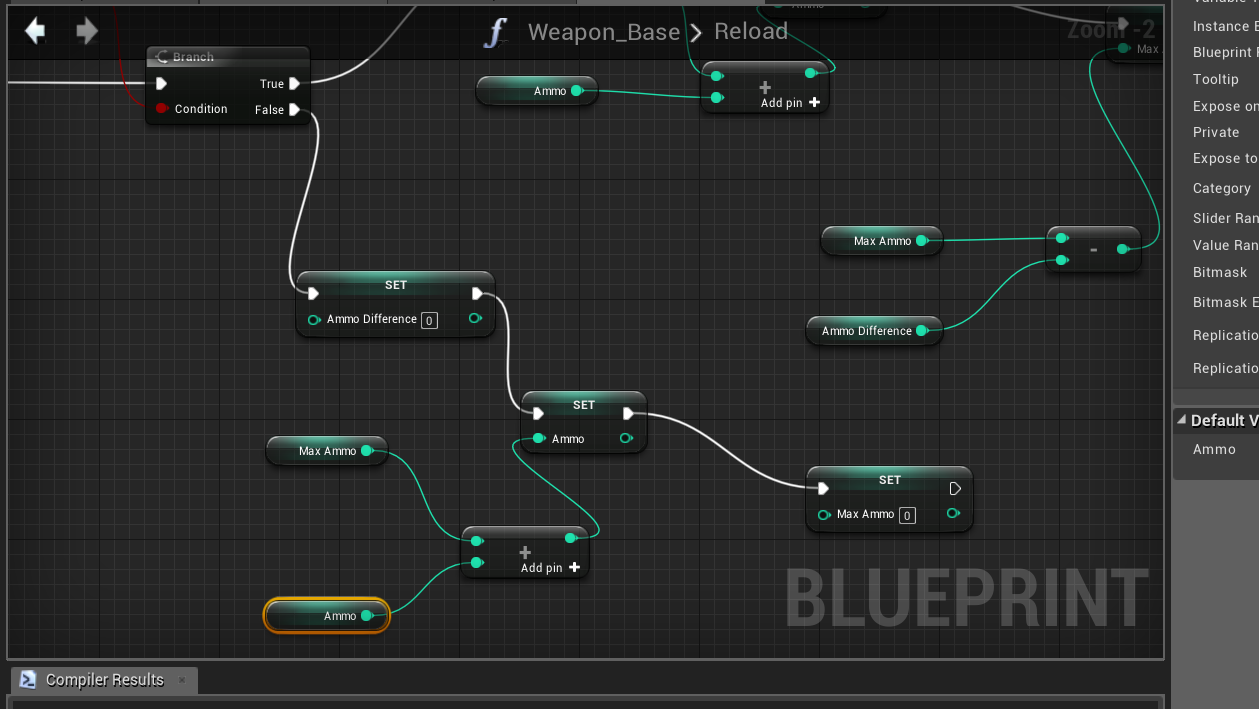 Weapon_Base > Reload
Zoom -2
Branch
True
Condition
False
Ammo
Add pin
Max
Max Ammo
-
Ammo Difference
SET
Ammo Difference 0
SET
Ammo
Max Ammo
+
Add pin
Ammo
SET
Max Ammo 0
BLUEPRINT
Compiler Results
Instance E
Blueprint
Tooltip
Expose on
Private
Expose to
Category
Slider Ran
Value Ran
Bitmask
Bitmask E
Replicatio
Replicatio
Default V
Ammo